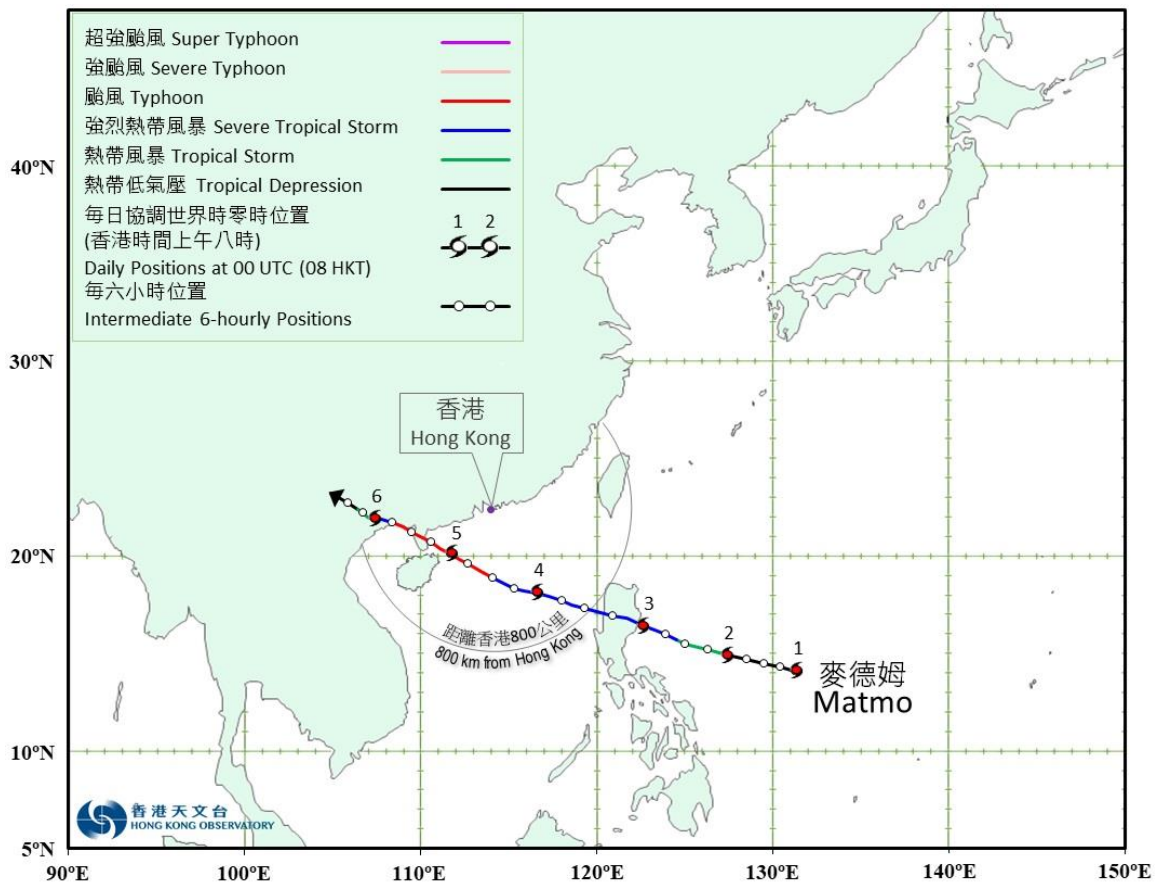 超強颱風 Super Typhoon
強颱風 Severe Typhoon
颱風 Typhoon
強烈熱帶風暴 Severe Tropical Storm
熱帶風暴 Tropical Storm
熱帶低氣壓 Tropical Depression
每日協調世界時零時位置
(香港時間上午八時)
Daily Positions at 00 UTC (08 HKT)
1 2
每六小時位置
Intermediate 6-hourly Positions
40ºN
30ºN
20ºN
10ºN
5ºN
香港
Hong Kong
6
5
4
3
2
1
距離香港800公里
800 km from Hong Kong
麥德姆
Matmo
香港天文台
HONG KONG OBSERVATORY
90ºE
100ºE
110ºE
120ºE
130ºE
140ºE
150ºE